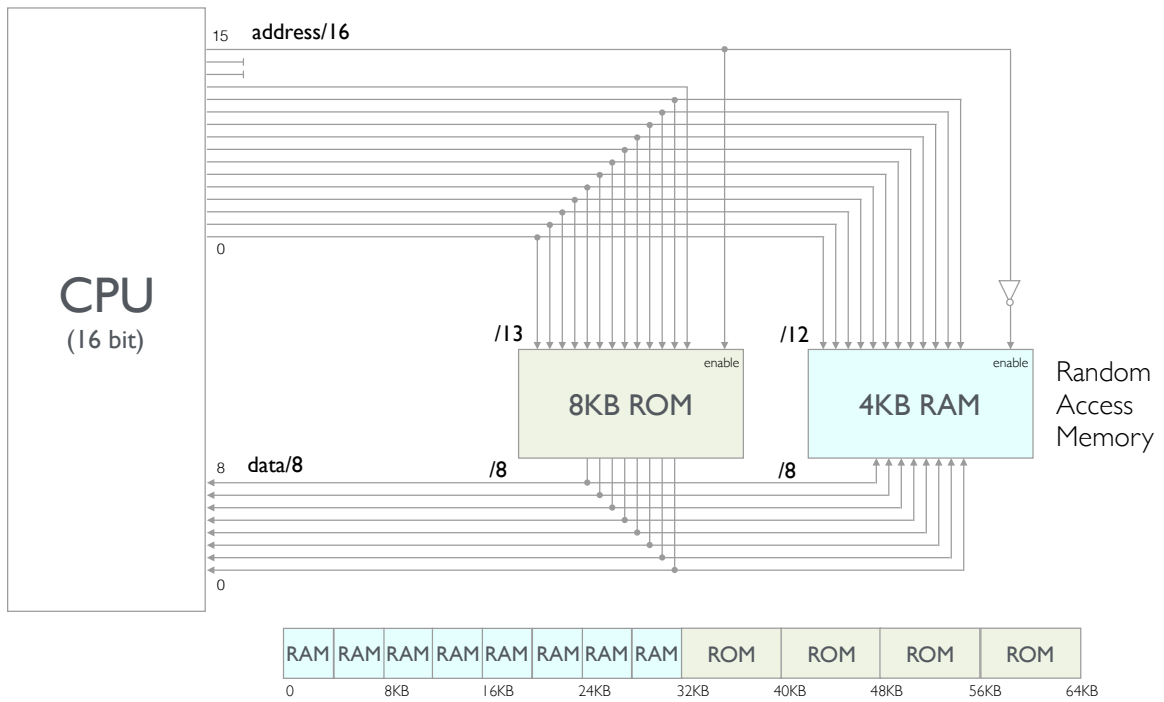 15 address/16
0
CPU
(16 bit)
/13
/12
enable
enable
8KB ROM
4KB RAM
Random
Access
Memory
8 data/8
/8
/8
0
RAM RAM RAM RAM RAM RAM RAM RAM ROM ROM ROM ROM
0 8KB 16KB 24KB 32KB 40KB 48KB 56KB 64KB